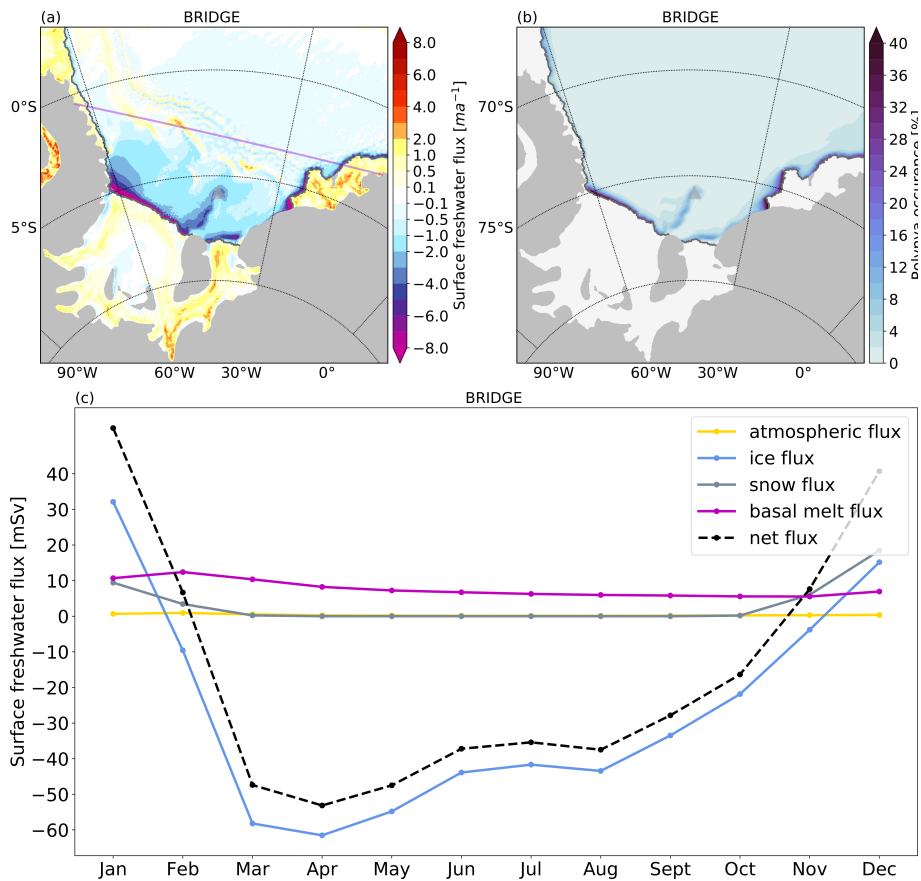 (a) BRIDGE
(b) BRIDGE
0°S
5°S
90°W 60°W 30°W 0°
8.0
6.0
4.0
2.0
1.0
0.5
0.1
−0.1
−0.5
−1.0
−2.0
−4.0
−6.0
−8.0
Surface freshwater flux [ma⁻¹]
70°S
75°S
90°W 60°W 30°W 0°
40
36
32
28
24
20
16
12
8
4
0
Polynya occurrence [%]
(c) BRIDGE
Surface freshwater flux [mSv]
40
30
20
10
0
−10
−20
−30
−40
−50
−60
atmospheric flux
ice flux
snow flux
basal melt flux
net flux
Jan Feb Mar Apr May Jun Jul Aug Sept Oct Nov Dec